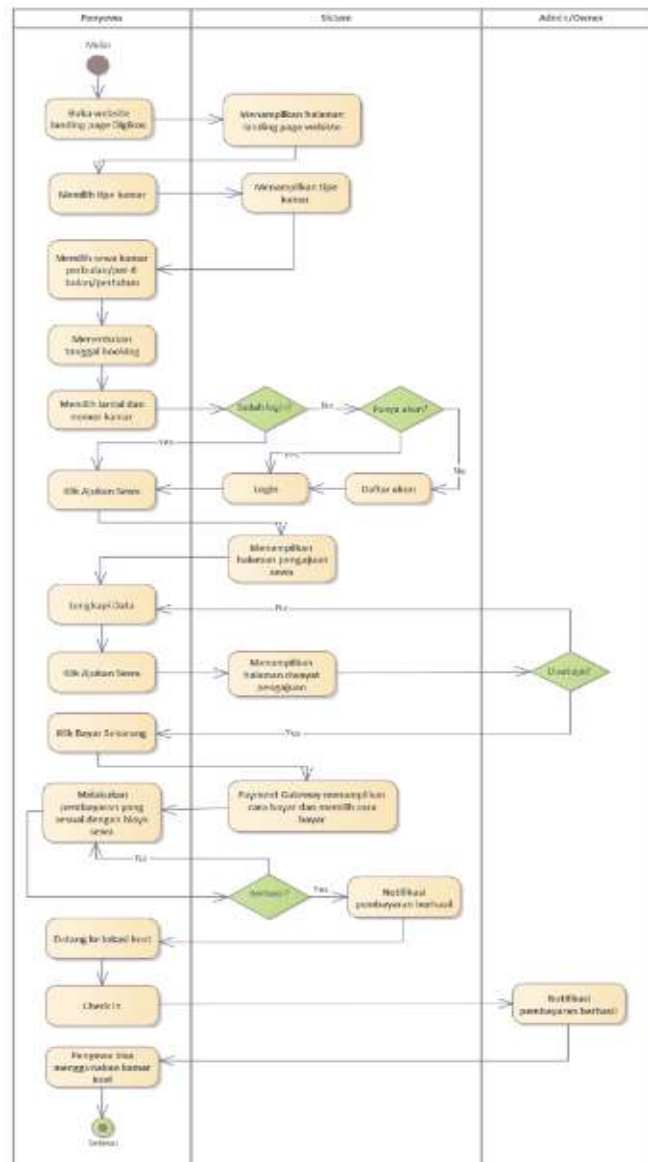 Penyewa
Sistem
Admin/Owner
Mulai
Buka website
landing page Digikos
Menampilkan halaman
landing page website
Memilih tipe kamar
Menampilkan tipe
kamar
Memilih sewa kamar
perbulan/per-6
bulan/pertahun
Menentukan
tanggal booking
Memilih lantai dan
nomor kamar
Sudah login?
No
Punya akun?
Yes
Yes
No
Klik Ajukan Sewa
Login
Daftar akun
Menampilkan
halaman pengajuan
sewa
Lengkapi Data
No
Klik Ajukan Sewa
Menampilkan
halaman riwayat
pengajuan
Disetujui?
Klik Bayar Sekarang
Yes
Melakukan
pembayaran yang
sesuai dengan biaya
sewa
Payment Gateway menampilkan
cara bayar dan memilih cara
bayar
No
Berhasil?
Yes
Notifikasi
pembayaran berhasil
Datang ke lokasi kost
Check in
Notifikasi
pembayaran berhasil
Penyewa bisa
menggunakan kamar
kost
Selesai